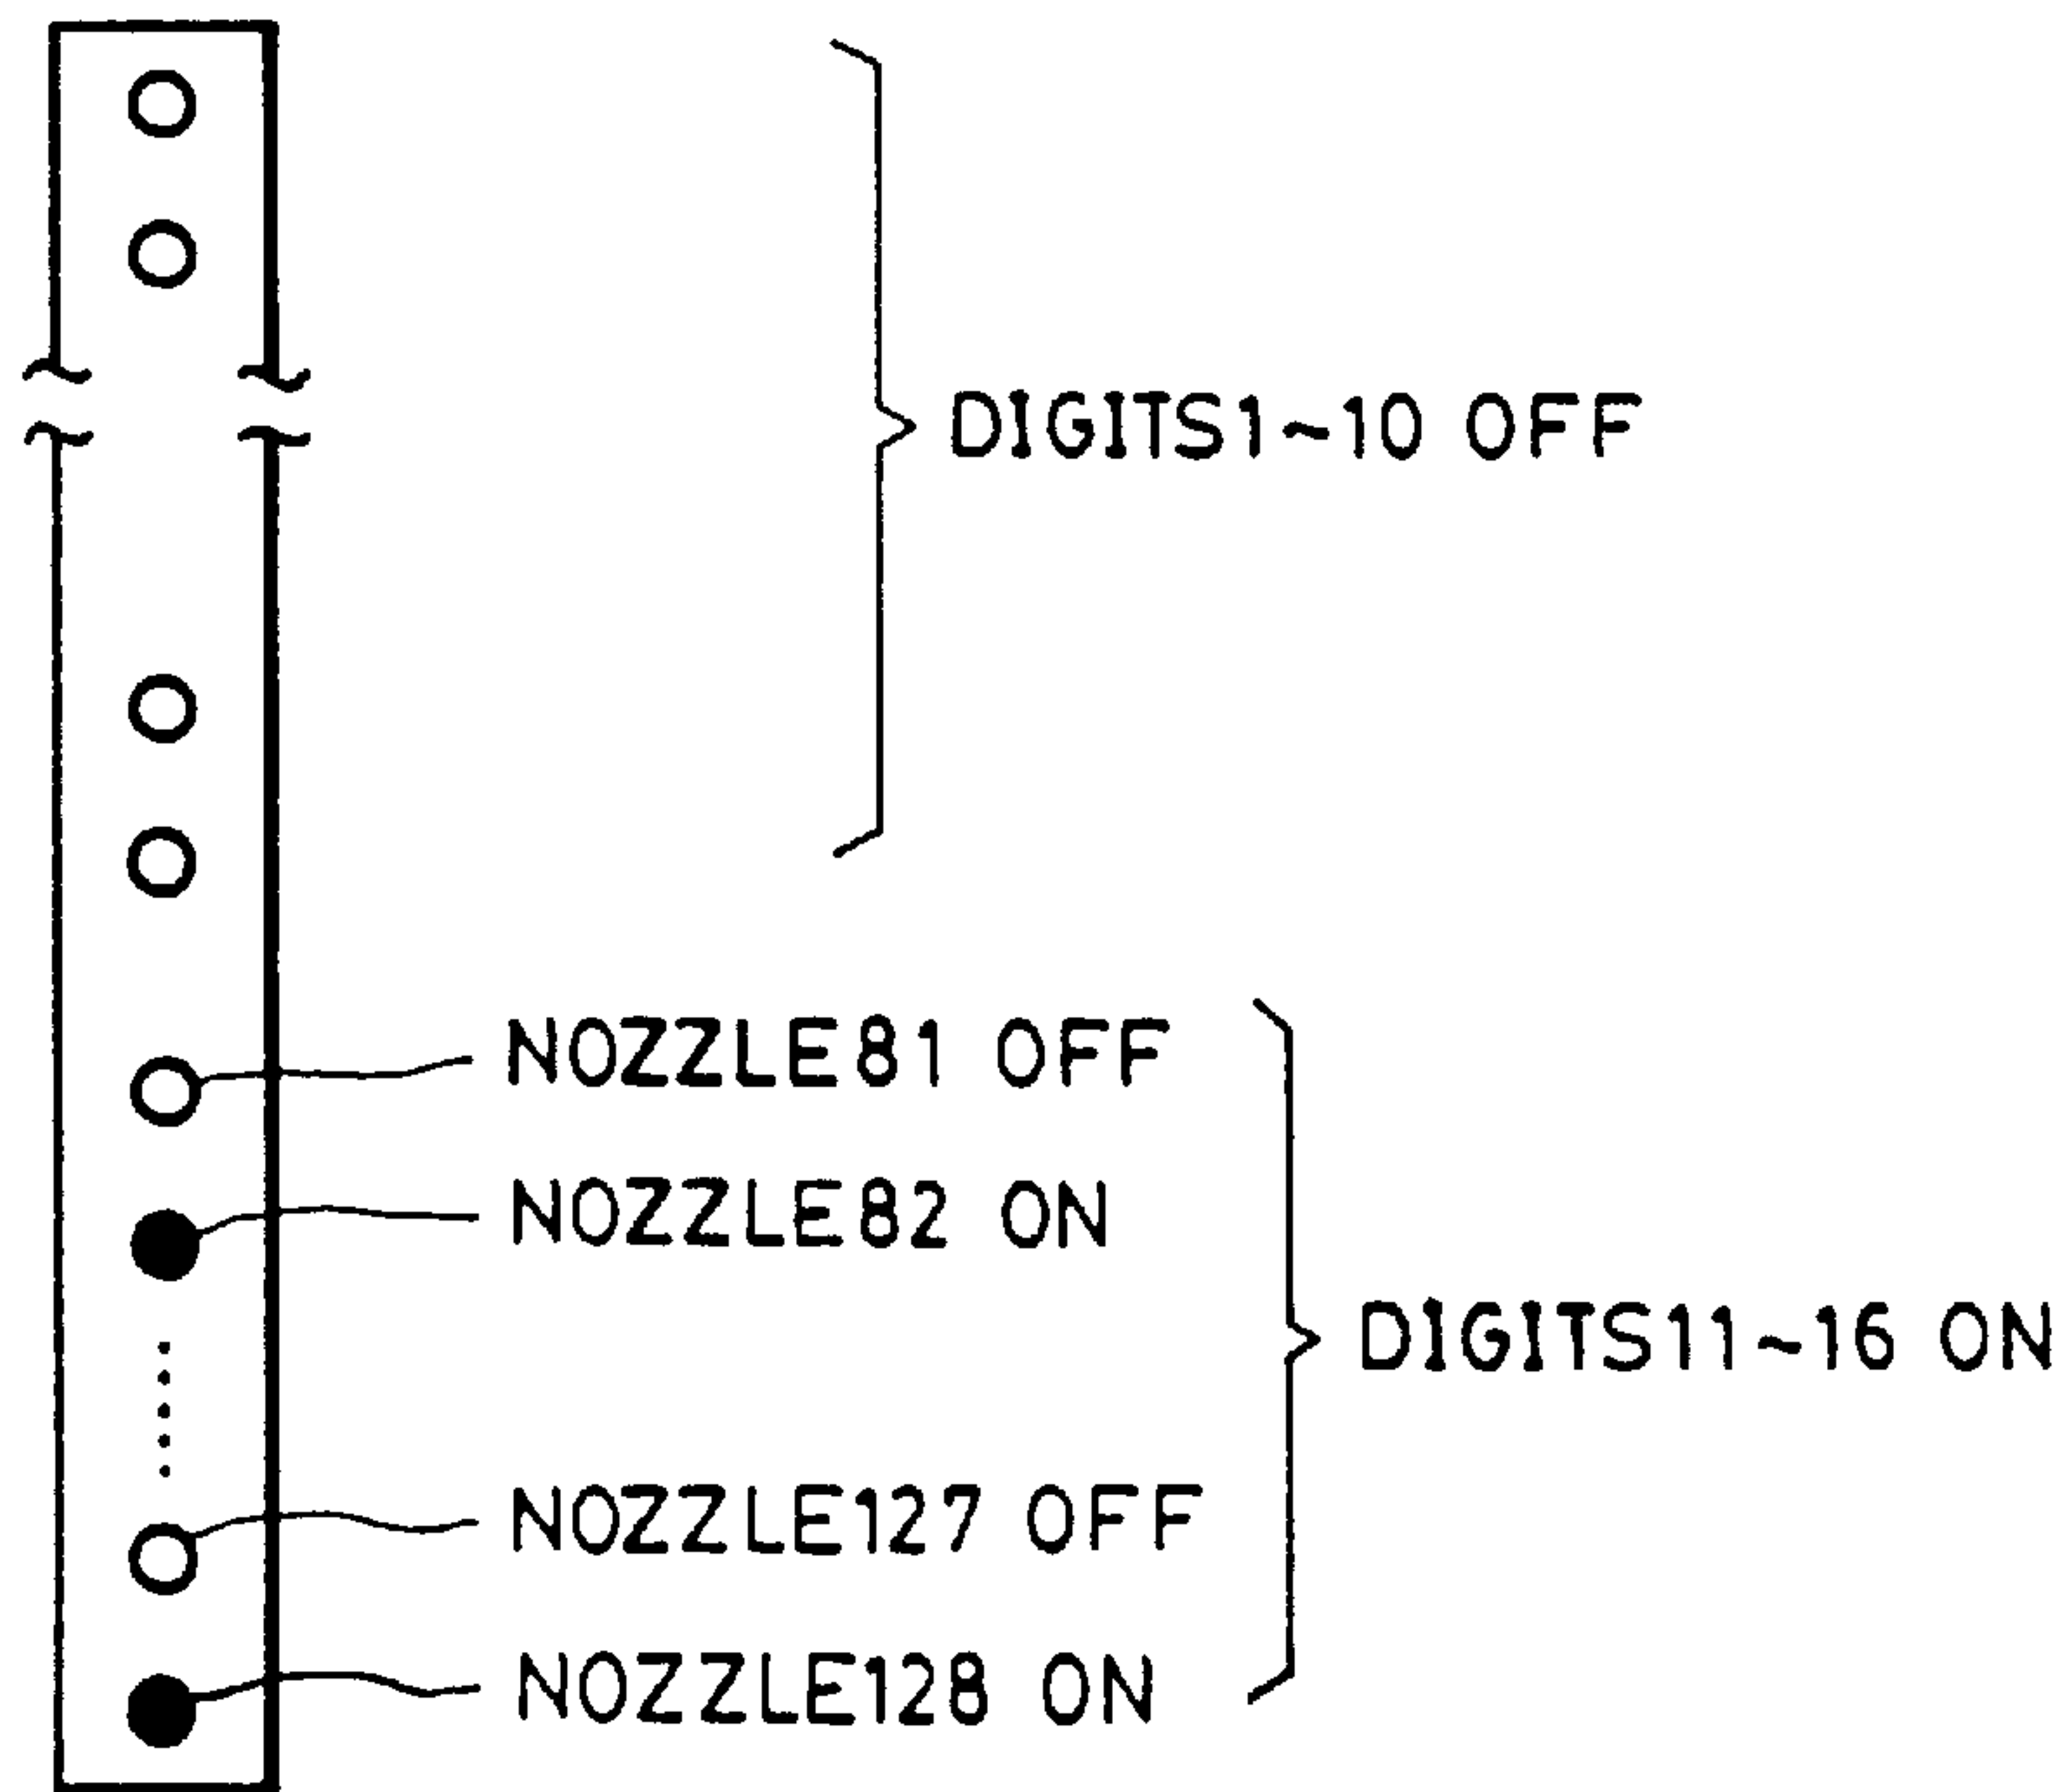 DIGITS1~10 OFF
NOZZLE81 OFF
NOZZLE82 ON
DIGITS11~16 ON
NOZZLE127 OFF
NOZZLE128 ON